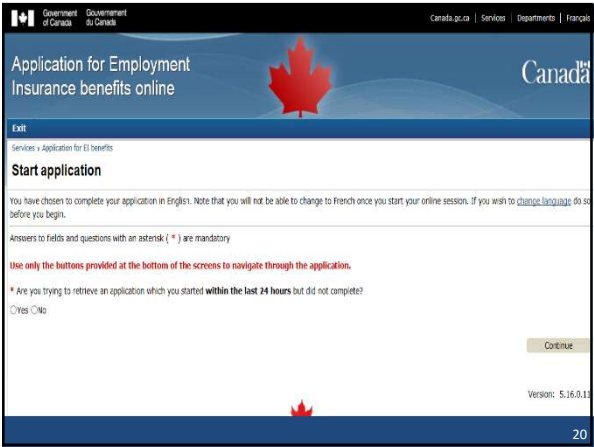 Government of Canada
Gouvernement du Canada
Canada.gc.ca | Services | Departments | Français
Application for Employment
Insurance benefits online
Canada
Exit
Services » Application for EI benefits
Start application
You have chosen to complete your application in English. Note that you will not be able to change to French once you start your online session. If you wish to change language do so
before you begin.
Answers to fields and questions with an asterisk ( * ) are mandatory
Use only the buttons provided at the bottom of the screens to navigate through the application.
* Are you trying to retrieve an application which you started within the last 24 hours but did not complete?
Yes No
Continue
Version: 5.16.0.11
20